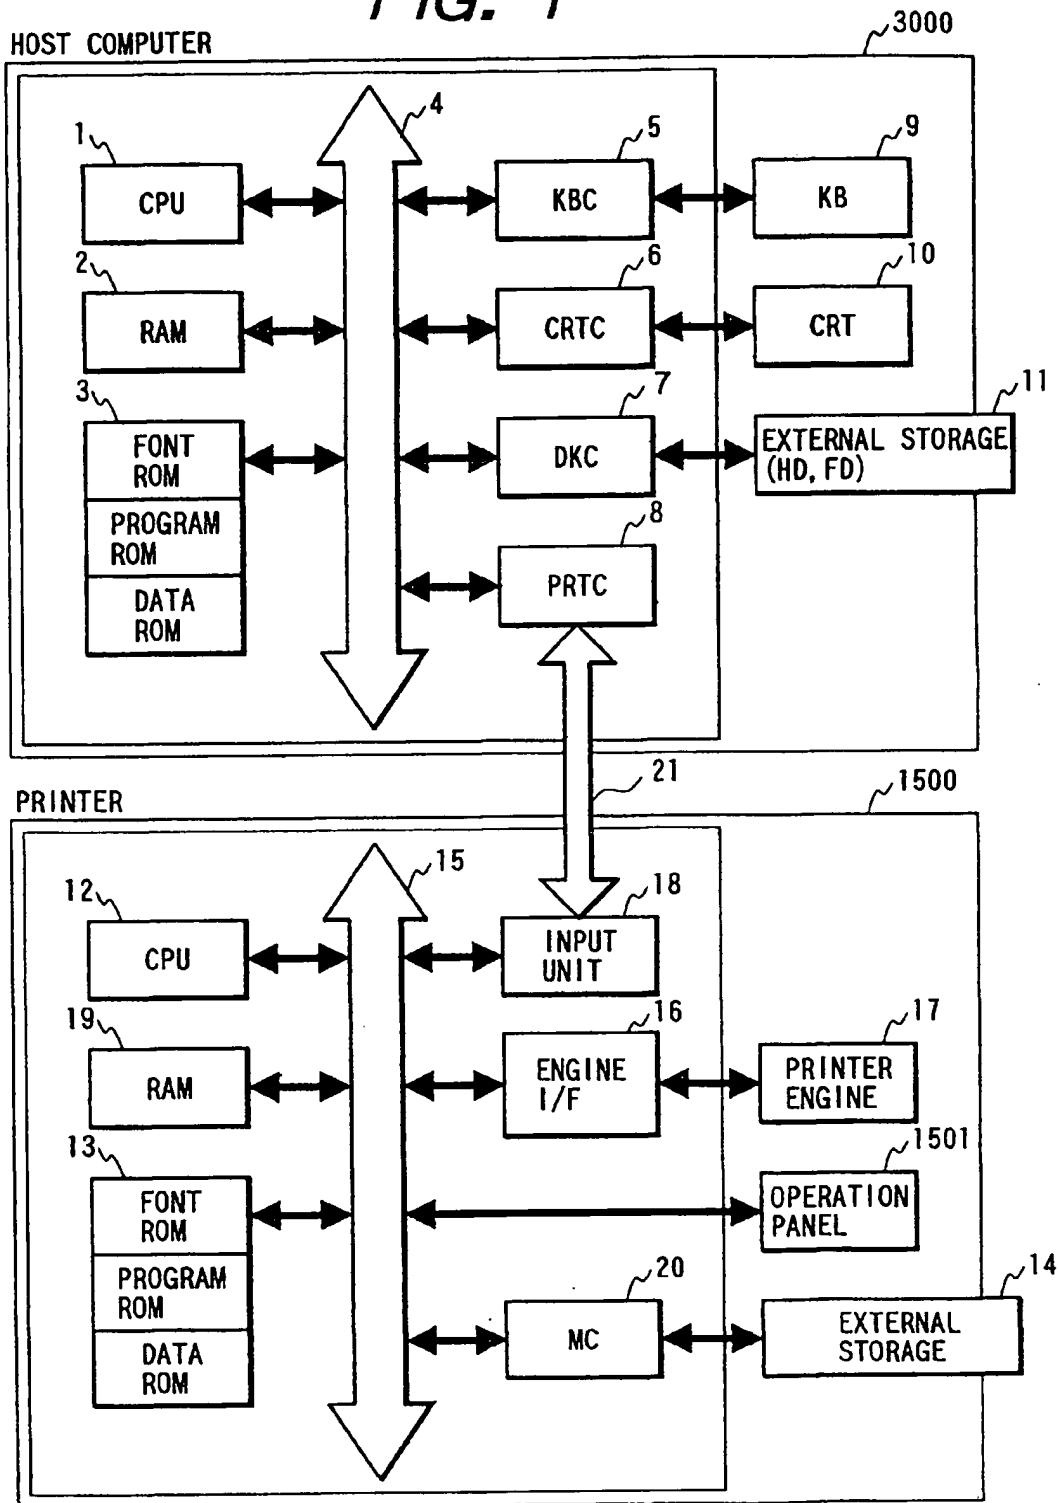 FIG. 1
HOST COMPUTER
3000
4
1
CPU
5
KBC
9
KB
2
RAM
6
CRTC
10
CRT
3
FONT
ROM
PROGRAM
ROM
DATA
ROM
7
DKC
11
EXTERNAL STORAGE
(HD, FD)
8
PRTC
21
PRINTER
1500
15
12
CPU
18
INPUT
UNIT
19
RAM
16
ENGINE
I/F
17
PRINTER
ENGINE
13
FONT
ROM
PROGRAM
ROM
DATA
ROM
1501
OPERATION
PANEL
20
MC
14
EXTERNAL
STORAGE